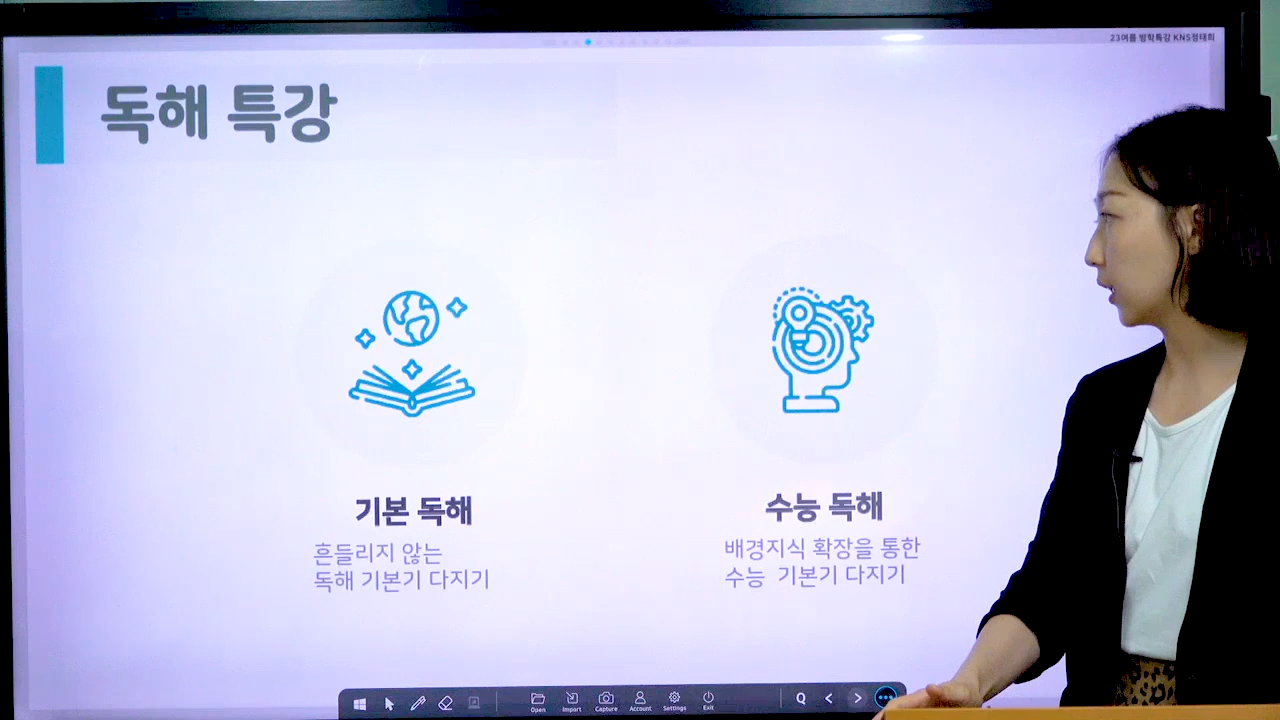 23여름 방학특강 KNS정태희
독해 특강
기본 독해
흔들리지 않는
독해 기본기 다지기
수능 독해
배경지식 확장을 통한
수능 기본기 다지기
Open Import Capture Account Settings Exit